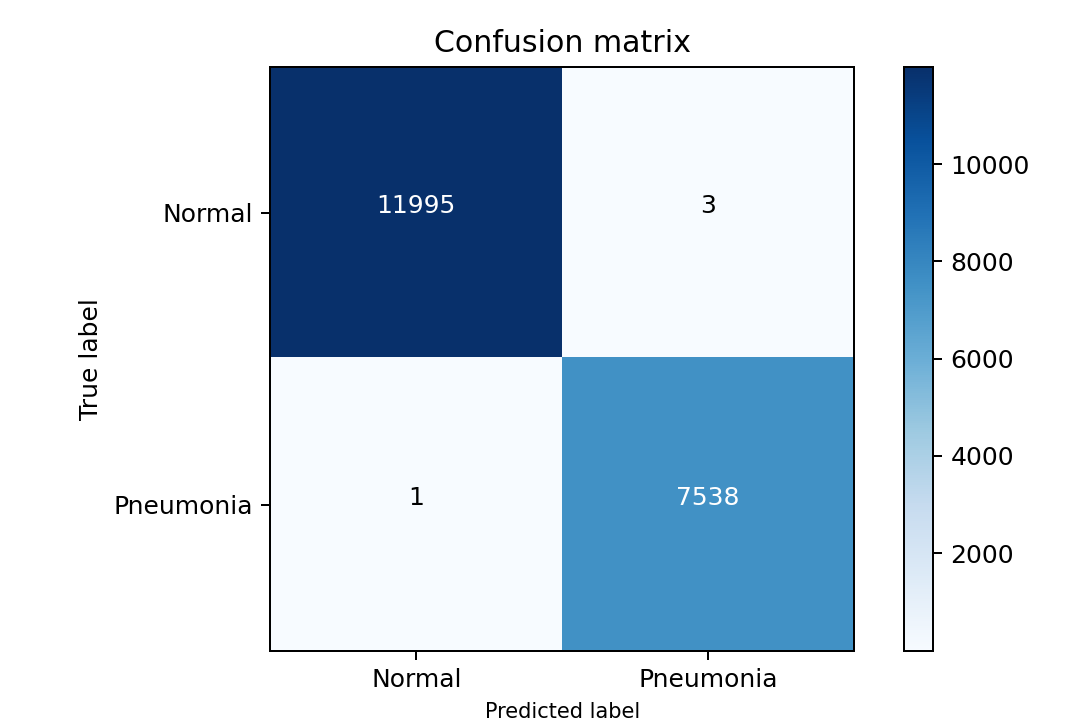 Confusion matrix
True label
Normal
Pneumonia
11995
3
1
7538
Normal
Pneumonia
Predicted label
10000
8000
6000
4000
2000